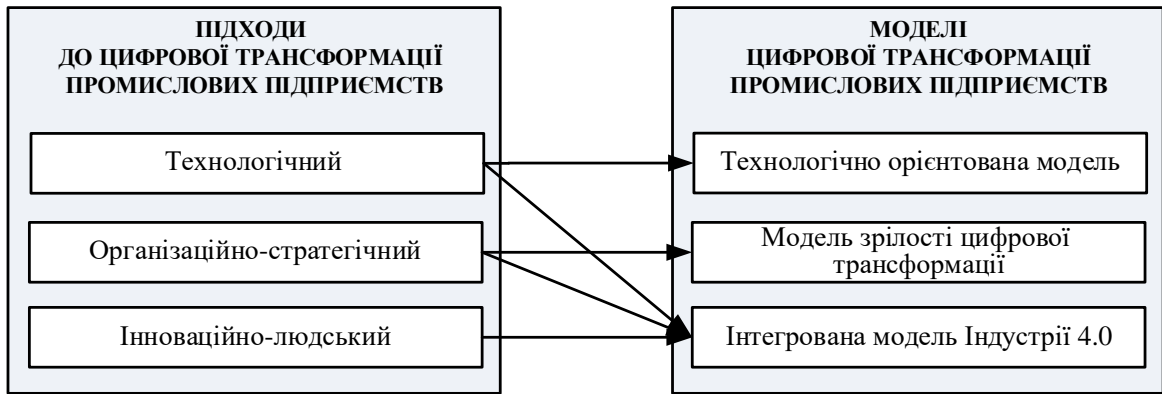 ПІДХОДИ
ДО ЦИФРОВОЇ ТРАНСФОРМАЦІЇ
ПРОМИСЛОВИХ ПІДПРИЄМСТВ
Технологічний
Організаційно-стратегічний
Інноваційно-людський
МОДЕЛІ
ЦИФРОВОЇ ТРАНСФОРМАЦІЇ
ПРОМИСЛОВИХ ПІДПРИЄМСТВ
Технологічно орієнтована модель
Модель зрілості цифрової
трансформації
Інтегрована модель Індустрії 4.0